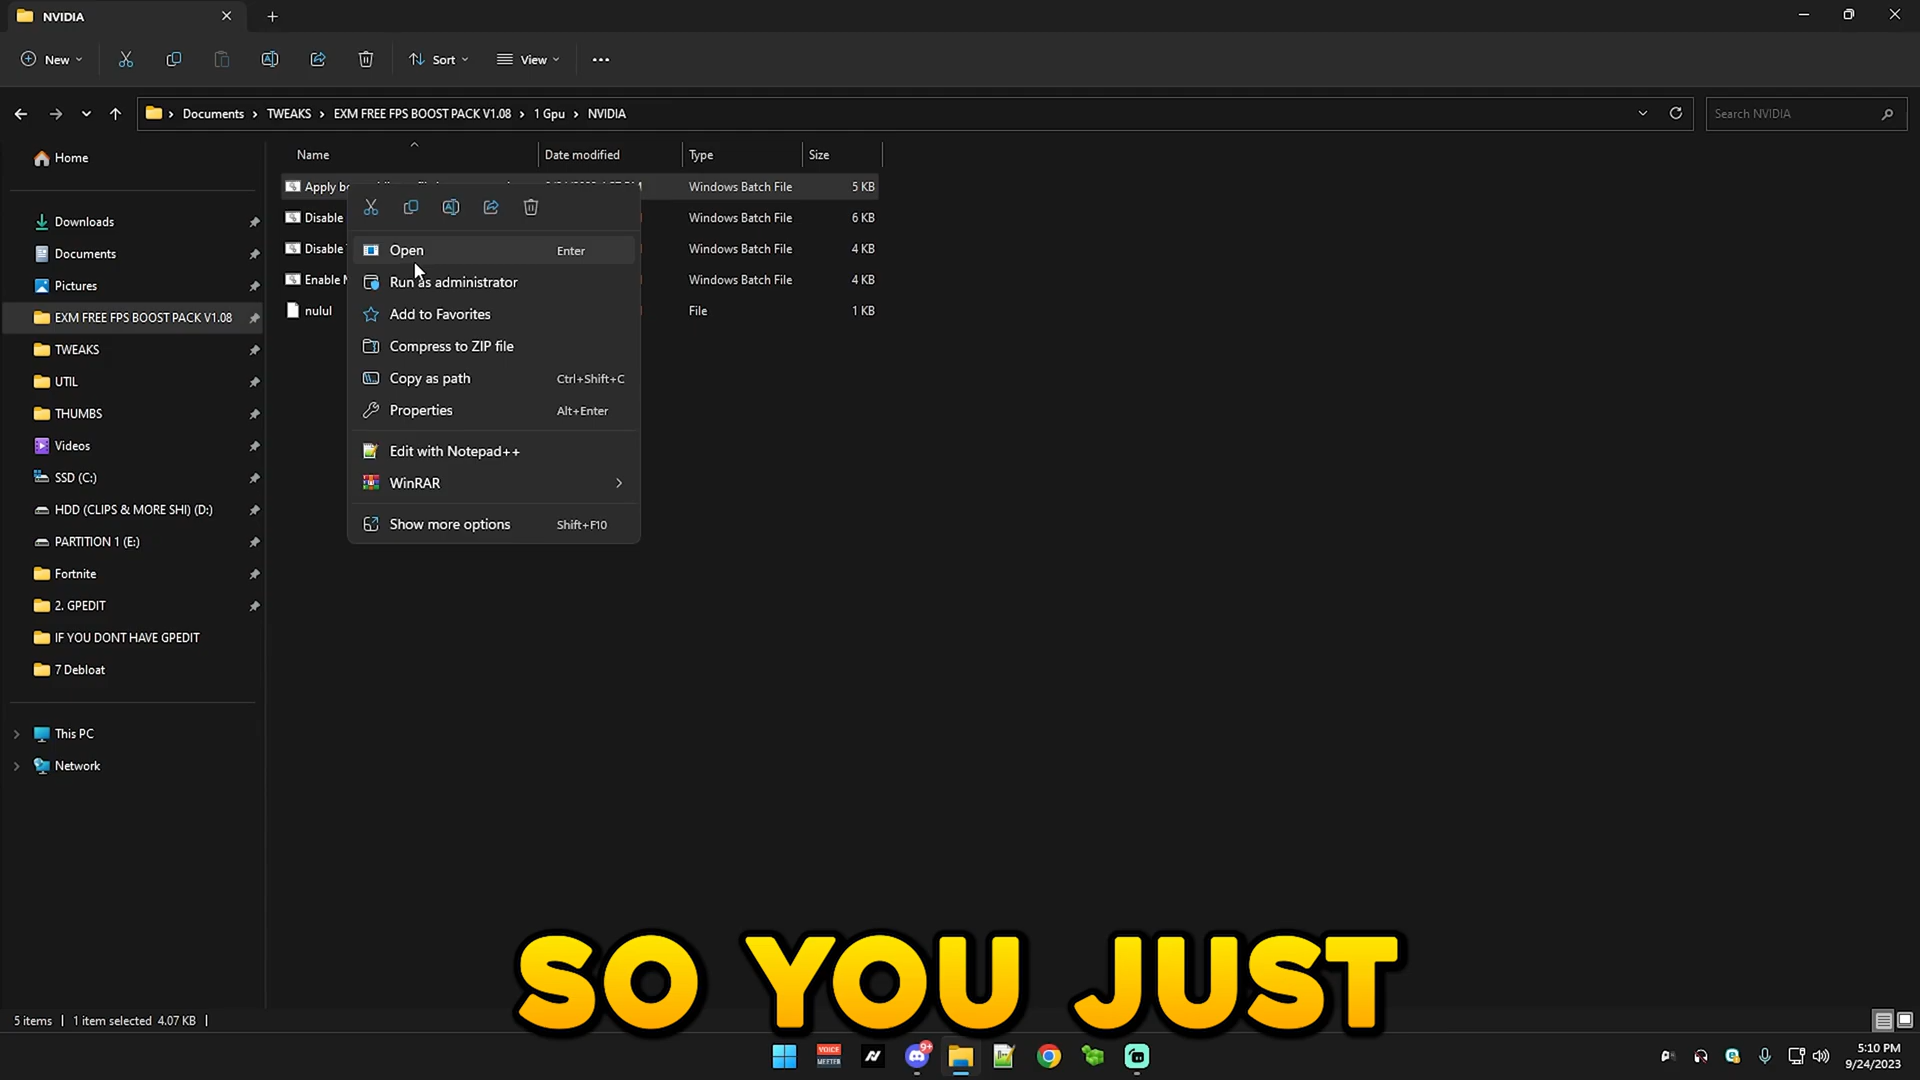 NVIDIA
New
Sort
View
Documents > TWEAKS > EXM FREE FPS BOOST PACK V1.08 > 1 Gpu > NVIDIA
Search NVIDIA
Name
Date modified
Type
Size
Home
Downloads
Documents
Pictures
EXM FREE FPS BOOST PACK V1.08
TWEAKS
UTIL
THUMBS
Videos
SSD (C:)
HDD (CLIPS & MORE SHI) (D:)
PARTITION 1 (E:)
Fortnite
2. GPEDIT
IF YOU DONT HAVE GPEDIT
7 Debloat
This PC
Network
Apply Windows Batch File 5 KB
Disable Windows Batch File 6 KB
Disable Windows Batch File 4 KB
Enable Windows Batch File 4 KB
nulul File 1 KB
Open Enter
Run as administrator
Add to Favorites
Compress to ZIP file
Copy as path Ctrl+Shift+C
Properties Alt+Enter
Edit with Notepad++
WinRAR
Show more options Shift+F10
SO YOU JUST
5 items | 1 item selected 4.07 KB |
VOICE
MEETER
9+
5:10 PM
9/24/2023